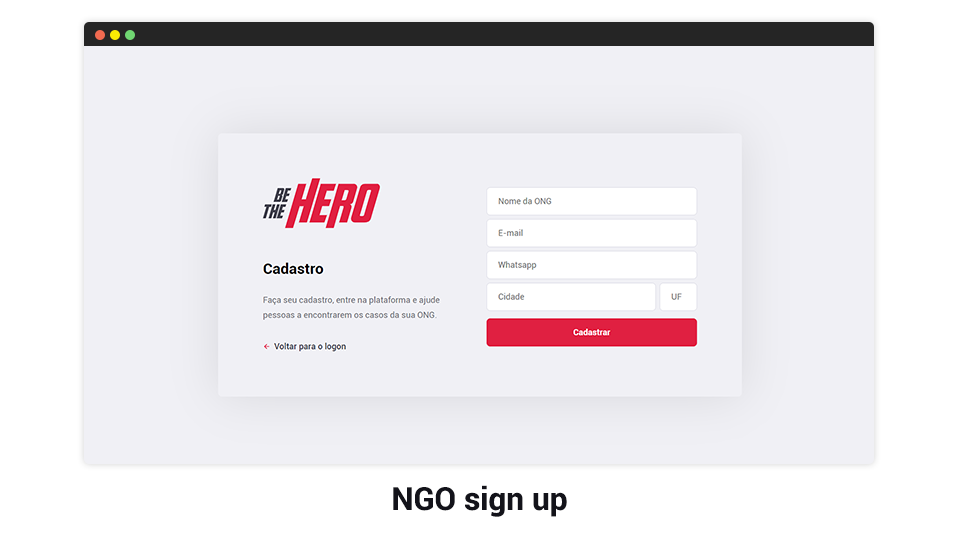 BE
THE HERO
Cadastro
Faça seu cadastro, entre na plataforma e ajude
pessoas a encontrarem os casos da sua ONG.
← Voltar para o logon
Nome da ONG
E-mail
Whatsapp
Cidade UF
Cadastrar
NGO sign up